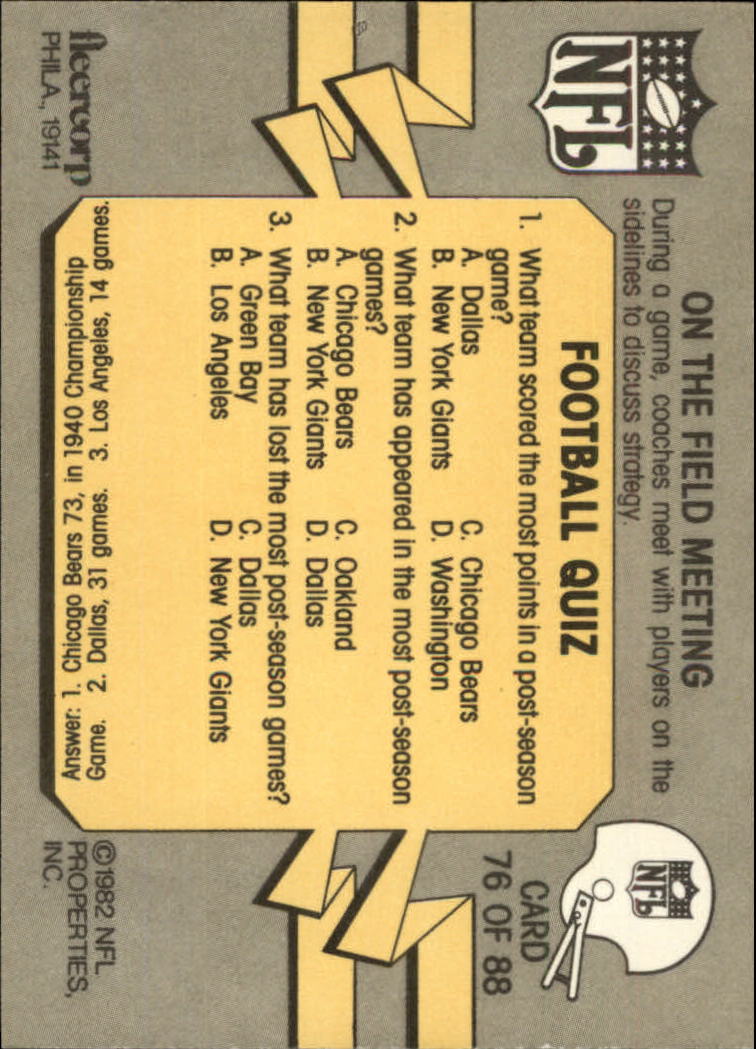 NFL
ON THE FIELD MEETING
During a game, coaches meet with players on the
sidelines to discuss strategy.
NFL
CARD
76 OF 88
FOOTBALL QUIZ
1. What team scored the most points in a post-season
game?
A. Dallas C. Chicago Bears
B. New York Giants D. Washington
2. What team has appeared in the most post-season
games?
A. Chicago Bears C. Oakland
B. New York Giants D. Dallas
3. What team has lost the most post-season games?
A. Green Bay C. Dallas
B. Los Angeles D. New York Giants
Answer: 1. Chicago Bears 73, in 1940 Championship
Game. 2. Dallas, 31 games. 3. Los Angeles, 14 games.
fleercorp
PHILA., 19141
©1982 NFL
PROPERTIES,
INC.